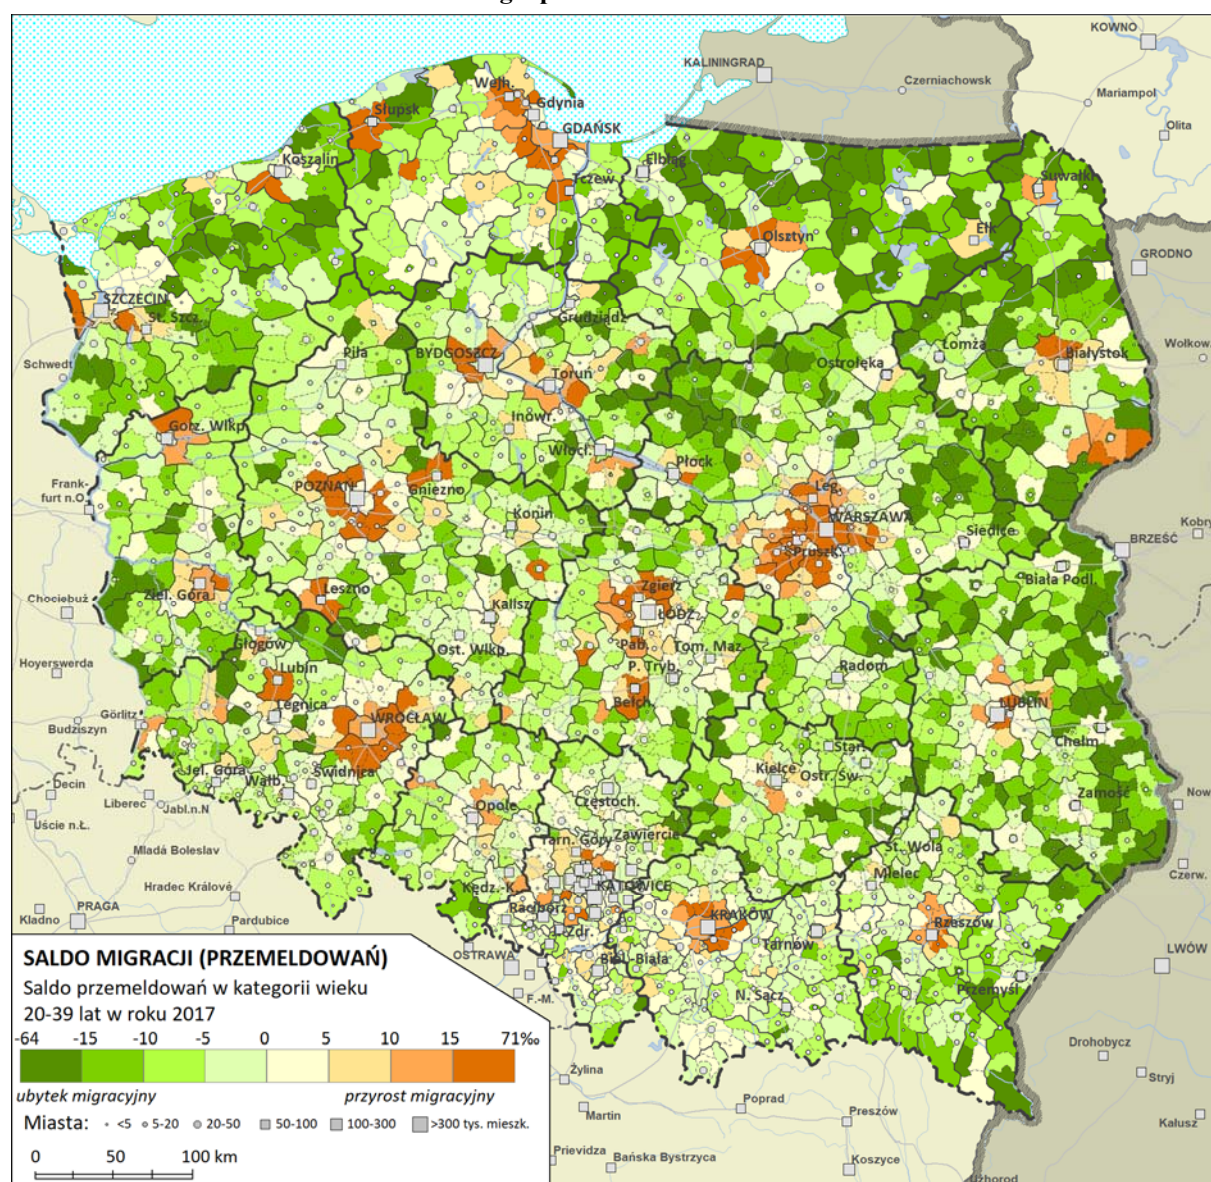 KOWNO
KALININGRAD
Czerniachowsk
Mariampol
Olita
Wejh.
Gdynia
Słupsk
GDAŃSK
Koszalin
Elbląg
Tczew
Suwałki
Olsztyn
Ełk
GRODNO
SZCZECIN
St. Szcz.
Grudziądz
Schwedt
Piła
BYDGOSZCZ
Ostrołęka
Łomża
Białystok
Wołkow.
Toruń
Gorz. Wlkp.
Inówr.
Włocł.
Płock
Frank-
furt n.O.
POZNAŃ
Gniezno
Leg.
Konin
WARSZAWA
Siedlce
Kobry
BRZEŚĆ
Pruszk.
Biała Podl.
Chociebuż
Ziel. Góra
Leszno
Zgierz
Kalisz
ŁÓDŹ
Głogów
Pab.
Tom. Maz.
Hoyerswerda
Lubin
Ost. Wlkp.
P. Tryb.
Radom
Bełch.
Legnica
WROCŁAW
LUBLIN
Görlitz
Budziszyn
Chełm
Star.
Jel. Góra
Świdnica
Kielce
Ostr. Św.
Wałb.
Decin
Liberec
Jabl.n.N
Opole
Częstoch.
Zamość
Now
Uście n.Ł.
Zawiercie
Tarn. Góry
St. Wola
Mladá Boleslav
Mielec
Czerw.
Hradec Králové
Kędz.-K.
KATOWICE
PRAGA
Kladno
Racibórz
KRAKÓW
Rzeszów
Pardubice
Tarnów
OSTRAWA
Biel.-Biała
LWÓW
SALDO MIGRACJI (PRZEMELDOWAŃ)
Saldo przemeldowań w kategorii wieku
20-39 lat w roku 2017
F.-M.
N. Sącz
Przemyśl
-64 -15 -10 -5 0 5 10 15 71‰
ubytek migracyjny przyrost migracyjny
Drohobycz
Stryj
Żylina
Miasta: <5 5-20 20-50 50-100 100-300 >300 tys. mieszk.
Martin
Poprad
Preszów
Kałusz
0 50 100 km
Prievidza
Bańska Bystrzyca
Koszyce
Użhorod